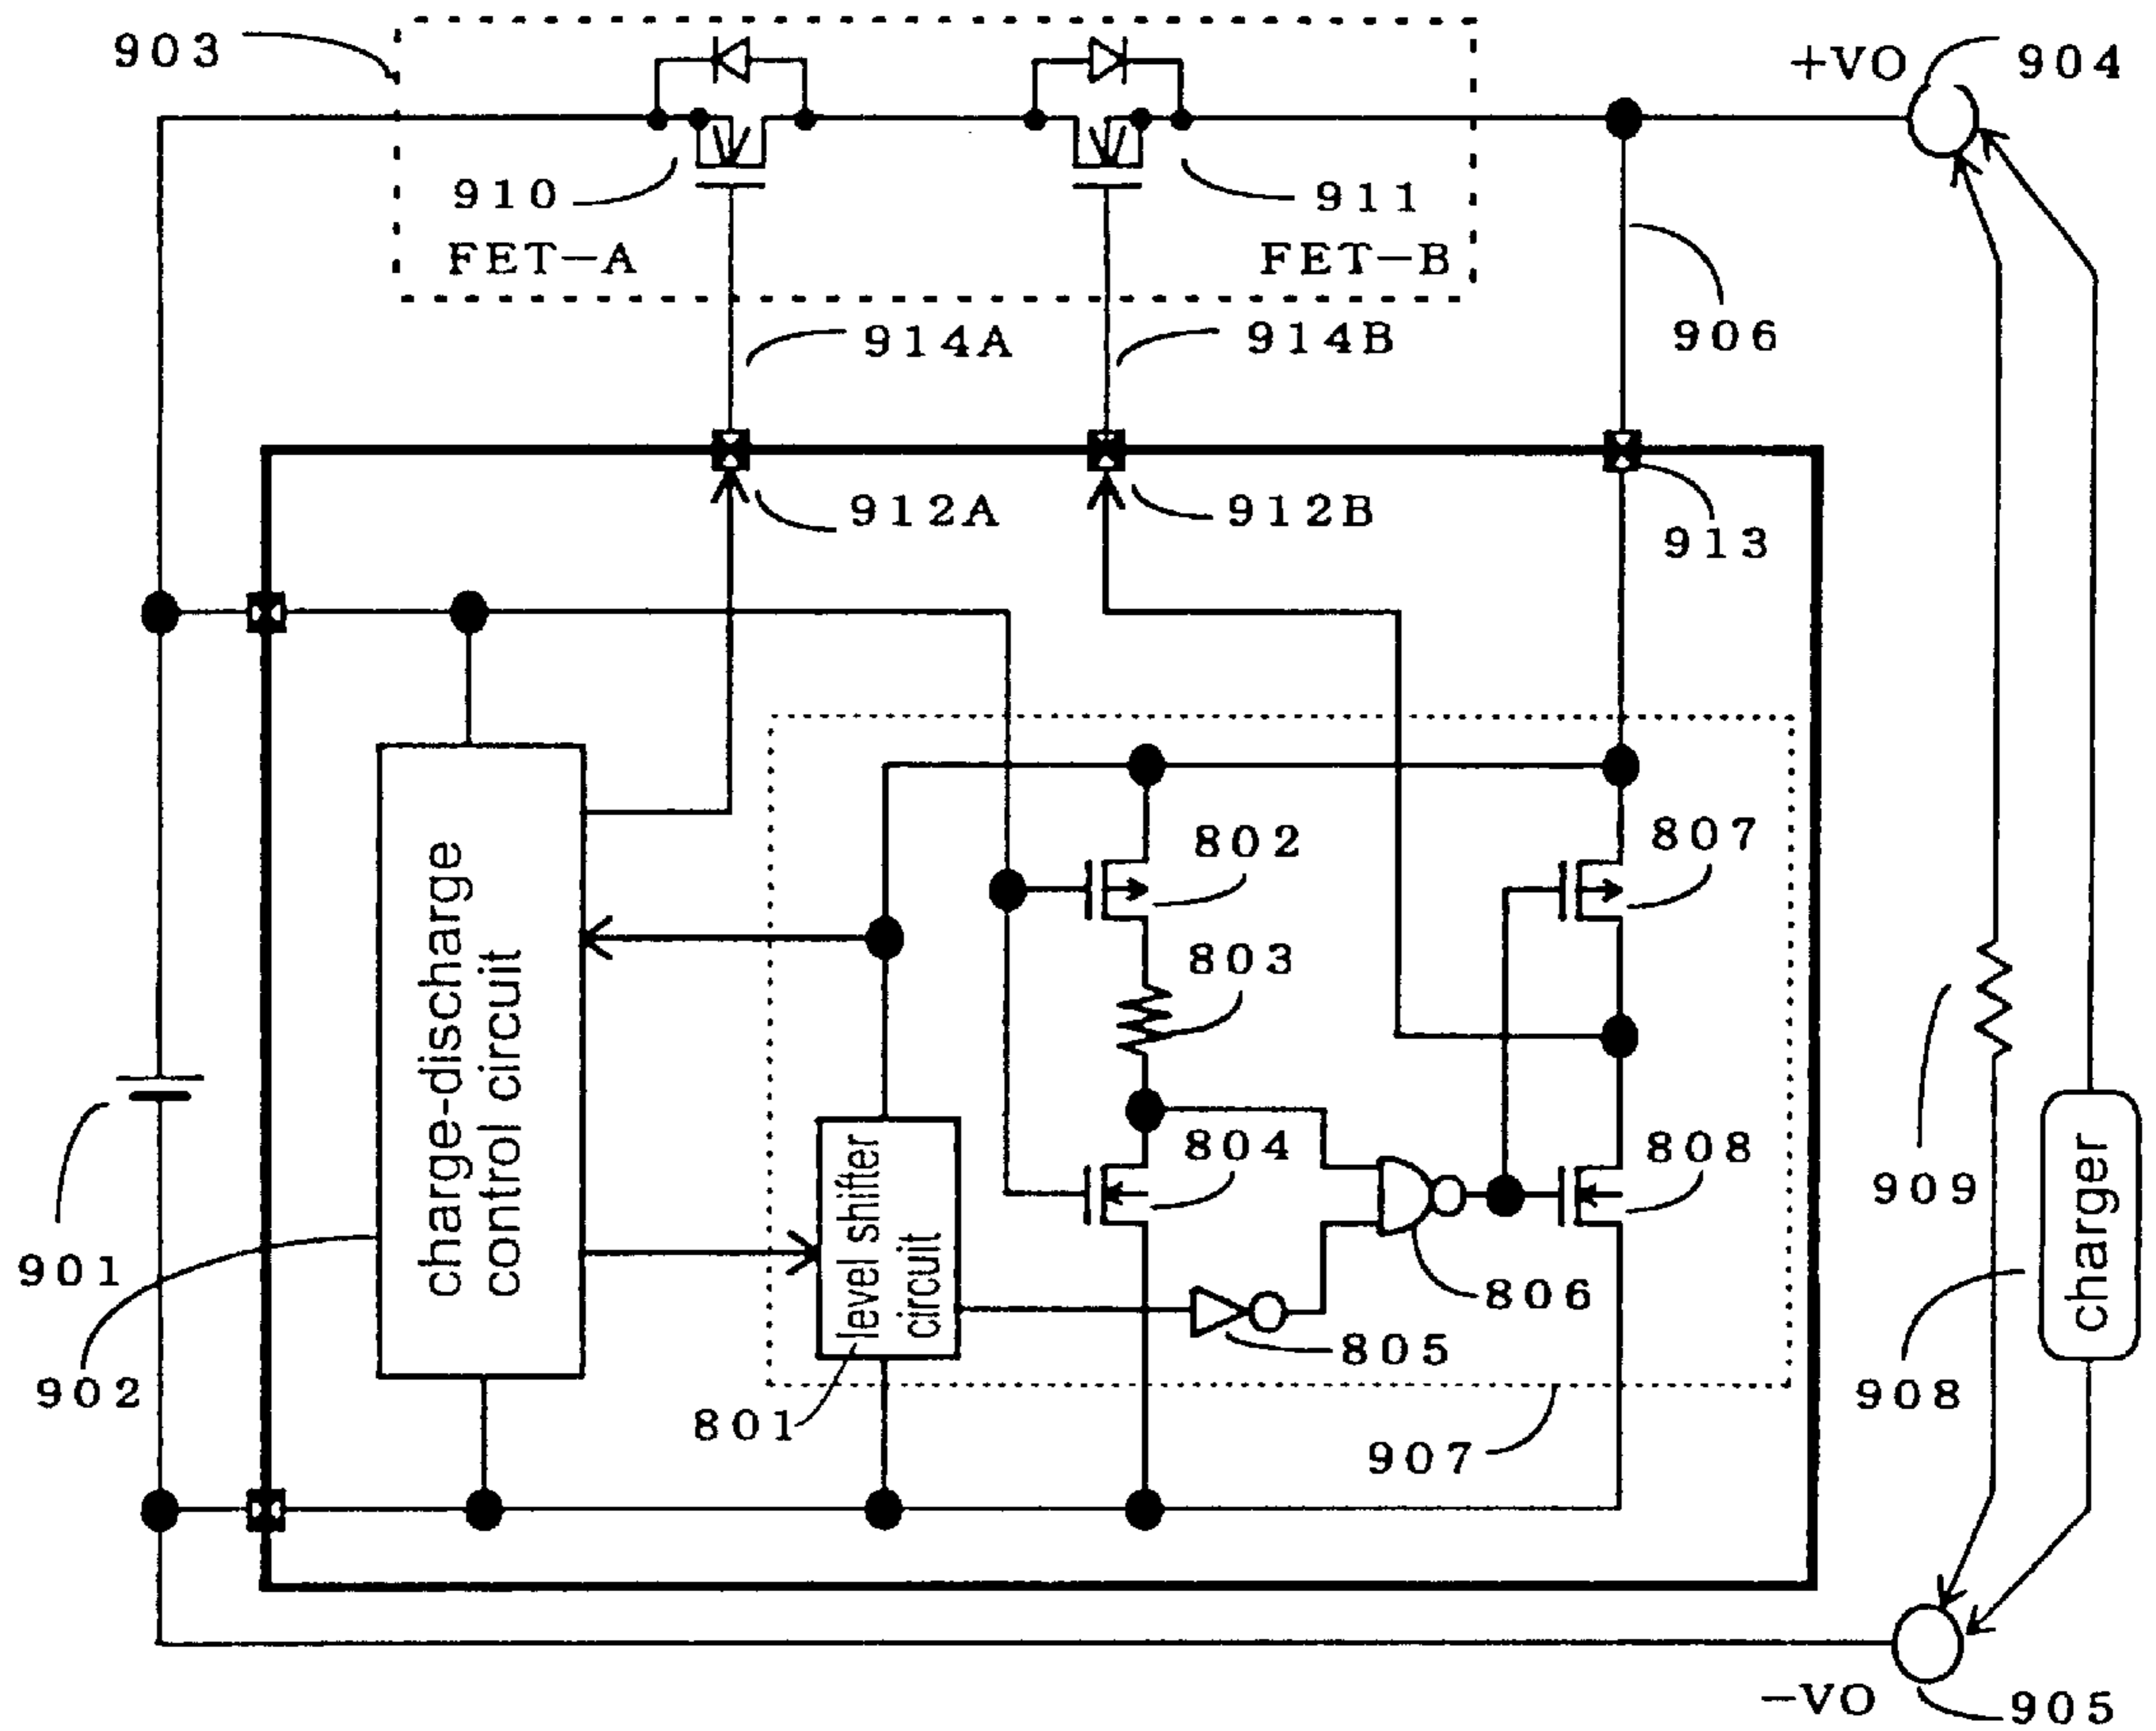 903
+VO
904
910
911
FET-A
FET-B
914A
914B
906
912A
912B
913
802
807
803
charge-discharge
control circuit
804
808
909
level shifter
circuit
charger
901
806
805
902
908
801
907
-VO
905